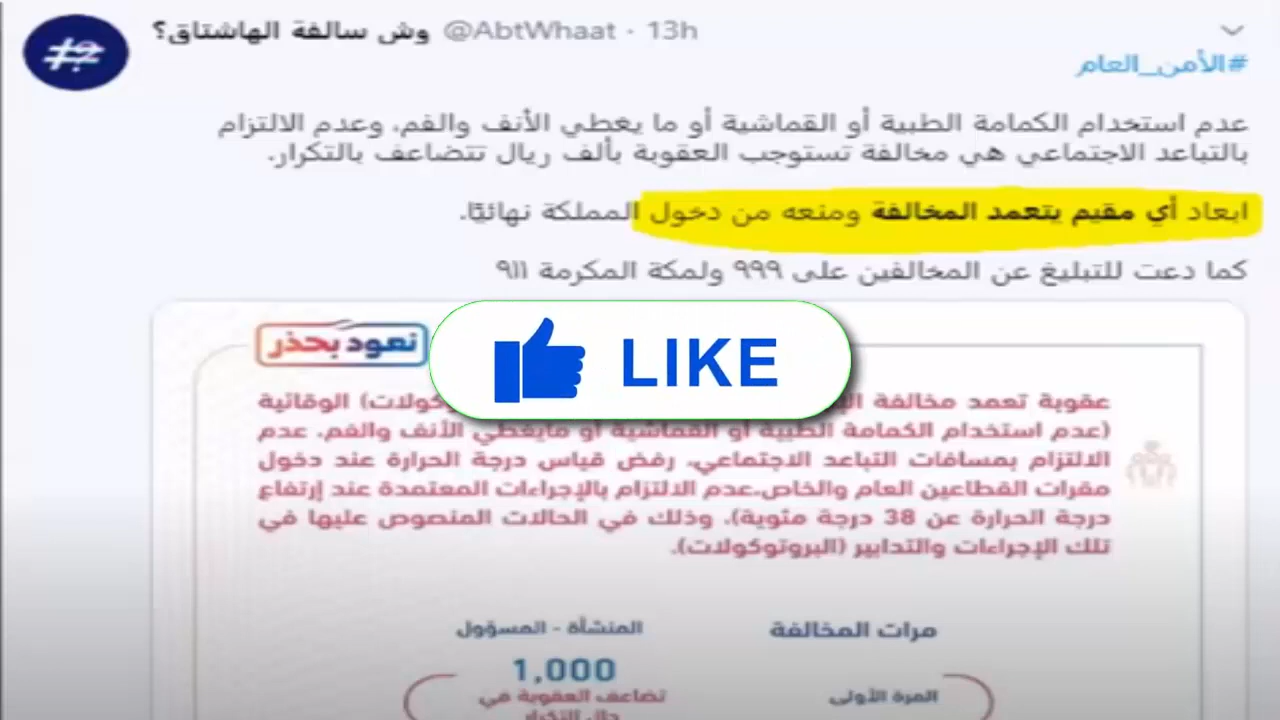 وش سالفة الهاشتاق؟ @AbtWhaat · 13h
#الأمن_العام
عدم استخدام الكمامة الطبية أو القماشية أو ما يغطي الأنف والفم، وعدم الالتزام
بالتباعد الاجتماعي هي مخالفة تستوجب العقوبة بألف ريال تتضاعف بالتكرار.
ابعاد أي مقيم يتعمد المخالفة ومنعه من دخول المملكة نهائيًا.
كما دعت للتبليغ عن المخالفين على ٩٩٩ ولمكة المكرمة ٩١١
نعود بحذر
LIKE
عقوبة تعمد مخالفة الوقائية
(عدم استخدام الكمامة الطبية أو القماشية أو مايغطي الأنف والفم، عدم
الالتزام بمسافات التباعد الاجتماعي، رفض قياس درجة الحرارة عند دخول
مقرات القطاعين العام والخاص،عدم الالتزام بالإجراءات المعتمدة عند إرتفاع
درجة الحرارة عن 38 درجة مئوية)، وذلك في الحالات المنصوص عليها في
تلك الإجراءات والتدابير (البروتوكولات).
مرات المخالفة المنشأة - المسؤول
1,000
المرة الأولى تضاعف العقوبة في
حال التكرار